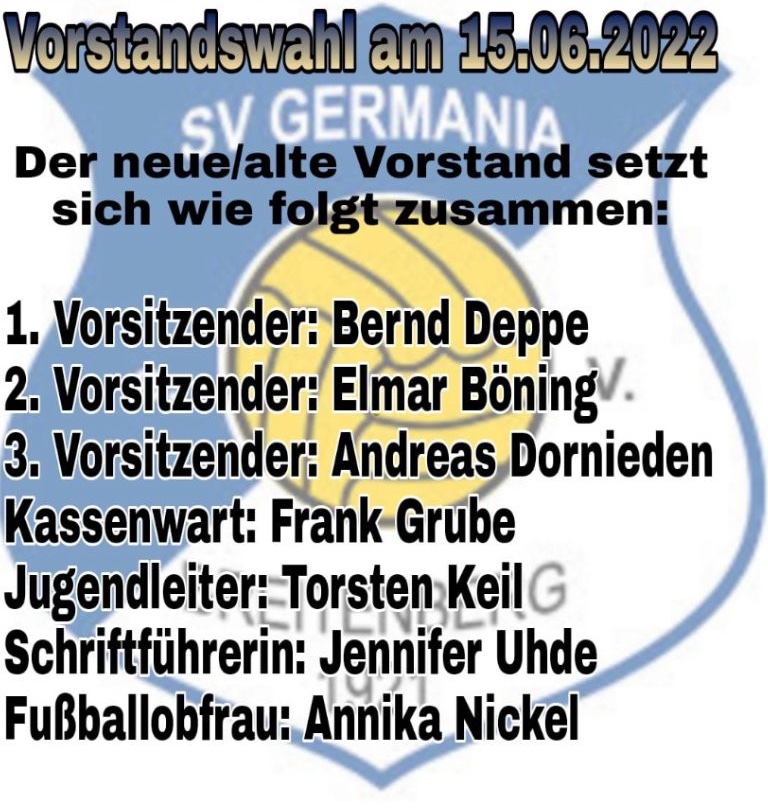 Vorstandswahl am 15.06.2022
SV GERMANIA
Der neue/alte Vorstand setzt
sich wie folgt zusammen:
1. Vorsitzender: Bernd Deppe
2. Vorsitzender: Elmar Böning
V.
3. Vorsitzender: Andreas Dornieden
Kassenwart: Frank Grube
Jugendleiter: Torsten Keil
Schriftführerin: Jennifer Uhde
Fußballobfrau: Annika Nickel